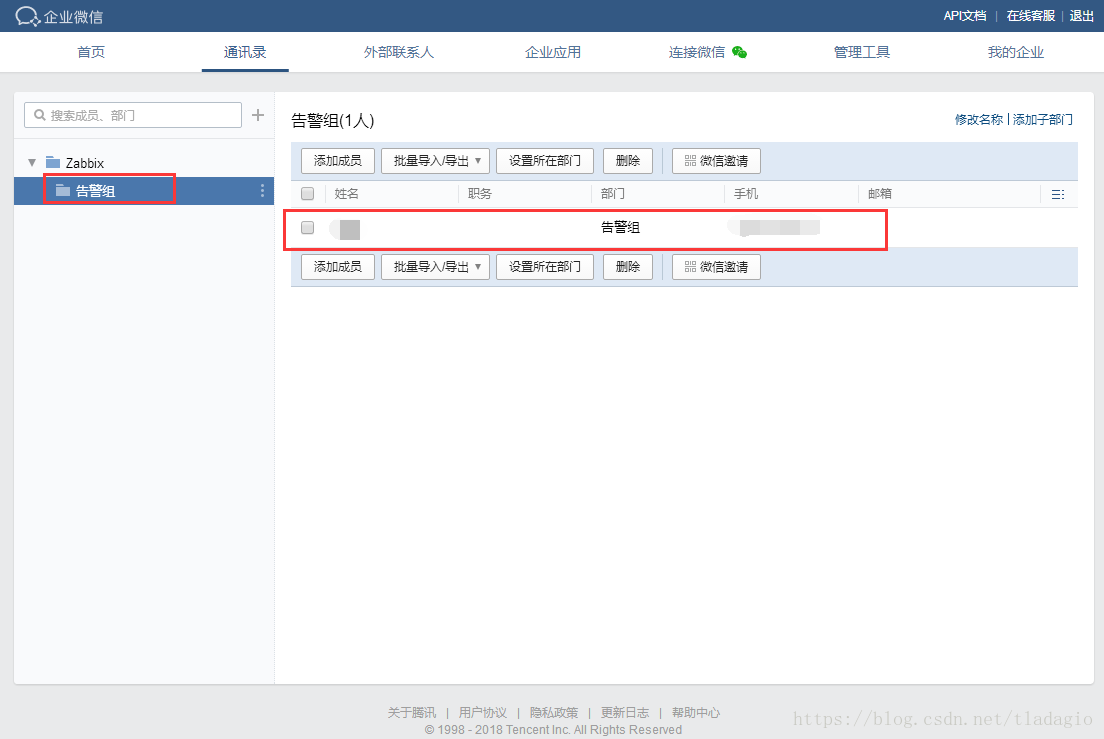 企业微信 API文档 | 在线客服 | 退出
首页 通讯录 外部联系人 企业应用 连接微信 管理工具 我的企业
搜索成员、部门
Zabbix
告警组
告警组(1人) 修改名称 | 添加子部门
添加成员 批量导入/导出 设置所在部门 删除 微信邀请
姓名 职务 部门 手机 邮箱
告警组
添加成员 批量导入/导出 设置所在部门 删除 微信邀请
关于腾讯 | 用户协议 | 隐私政策 | 更新日志 | 帮助中心
© 1998 - 2018 Tencent Inc. All Rights Reserved
https://blog.csdn.net/tladagio